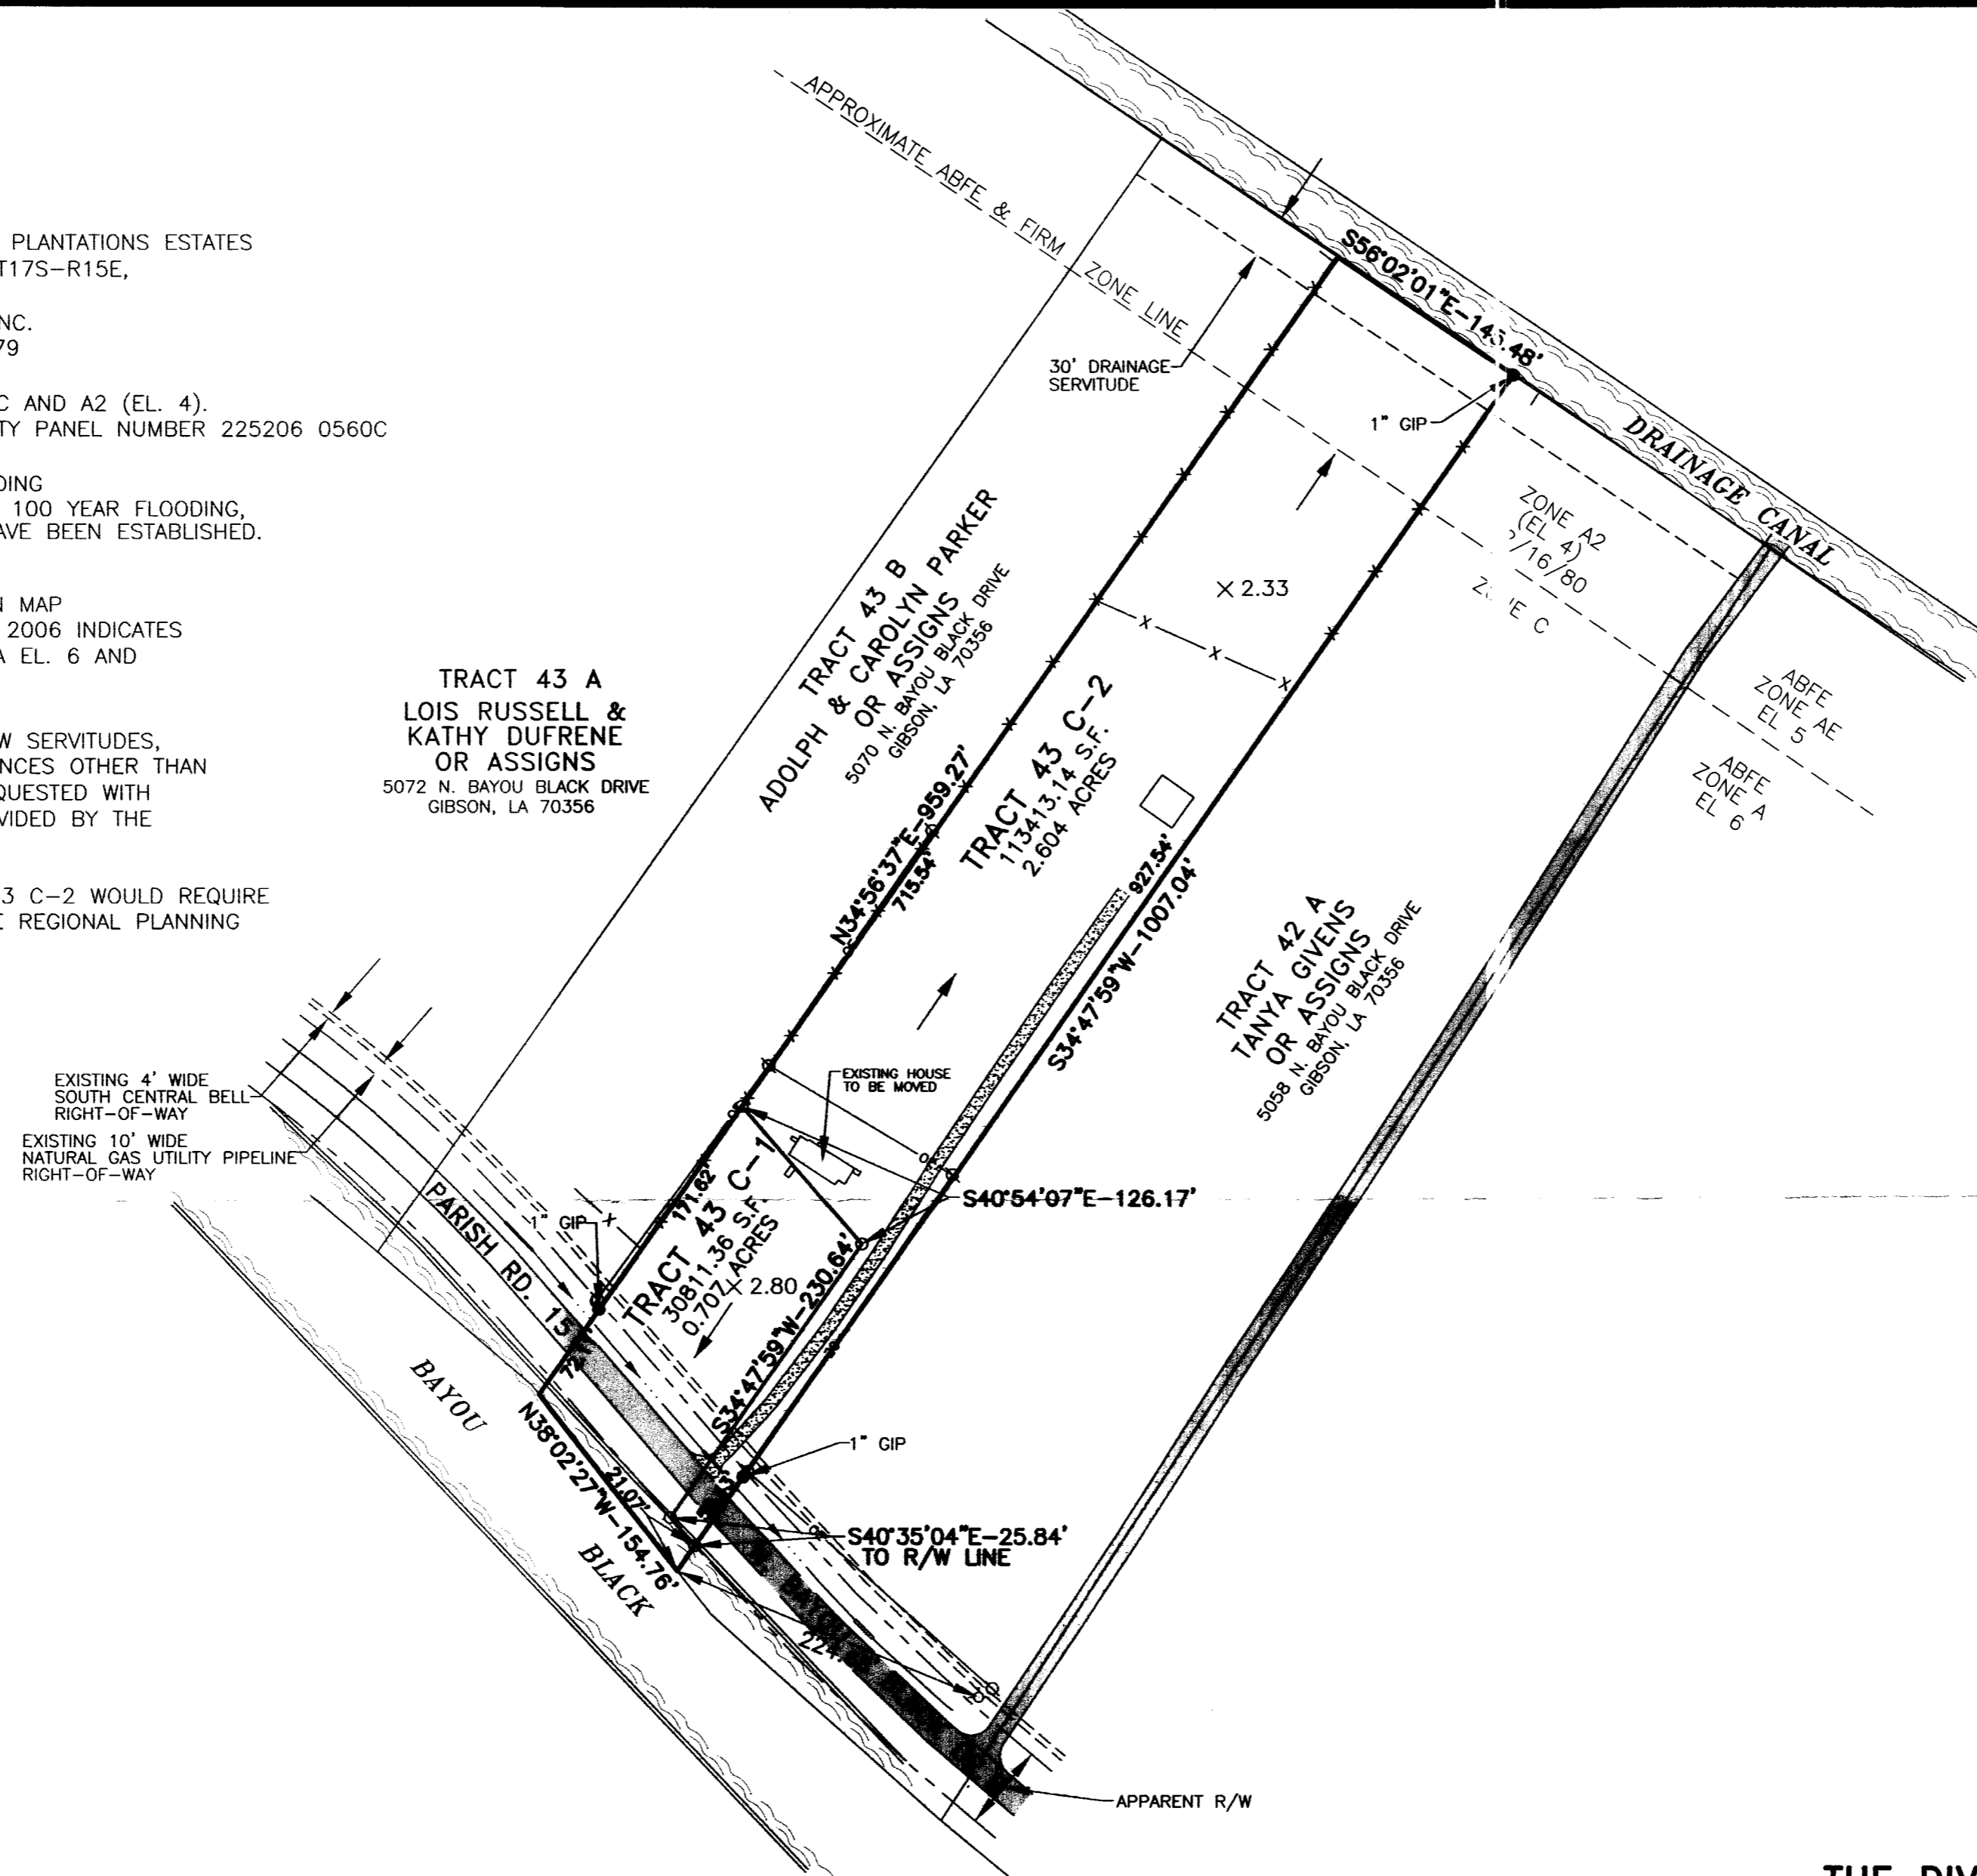 PLANTATIONS ESTATES
T17S-R15E,
NC.
79
C AND A2 (EL. 4).
TY PANEL NUMBER 225206 0560C
DING
100 YEAR FLOODING,
AVE BEEN ESTABLISHED.
N MAP
2006 INDICATES
A EL. 6 AND
W SERVITUDES,
NCES OTHER THAN
QUESTED WITH
VIDED BY THE
3 C-2 WOULD REQUIRE
E REGIONAL PLANNING
APPROXIMATE ABFE & FIRM ZONE LINE
30' DRAINAGE
SERVITUDE
S56°02'01"E-145.48'
1" GIP
DRAINAGE CANAL
ZONE A2
(EL 4)
/16/80
C
ABFE
ZONE AE
EL 5
ABFE
ZONE A
EL 6
× 2.33
X
X
X
TRACT 43 A
LOIS RUSSELL &
KATHY DUFRENE
OR ASSIGNS
5072 N. BAYOU BLACK DRIVE
GIBSON, LA 70356
TRACT 43 B
ADOLPH & CAROLYN PARKER
OR ASSIGNS
5070 N. BAYOU BLACK DRIVE
GIBSON, LA 70356
N34°56'37"E-959.27'
715.54'
TRACT 43 C-2
113413.14 S.F.
2.604 ACRES
927.54'
S34°47'59"W-1007.04'
TRACT 42 A
TANYA GIVENS
OR ASSIGNS
5058 N. BAYOU BLACK DRIVE
GIBSON, LA 70356
EXISTING 4' WIDE
SOUTH CENTRAL BELL
RIGHT-OF-WAY
EXISTING 10' WIDE
NATURAL GAS UTILITY PIPELINE
RIGHT-OF-WAY
EXISTING HOUSE
TO BE MOVED
S40°54'07"E-126.17'
PARISH RD.
1" GIP
X
171.62'
TRACT 43 C-1
30811.36 S.F.
0.707 ACRES
× 2.80
S34°47'59"W-230.64'
BAYOU
BLACK
N38°02'27"W-154.76'
21.07'
1" GIP
S40°35'04"E-25.84'
TO R/W LINE
APPARENT R/W